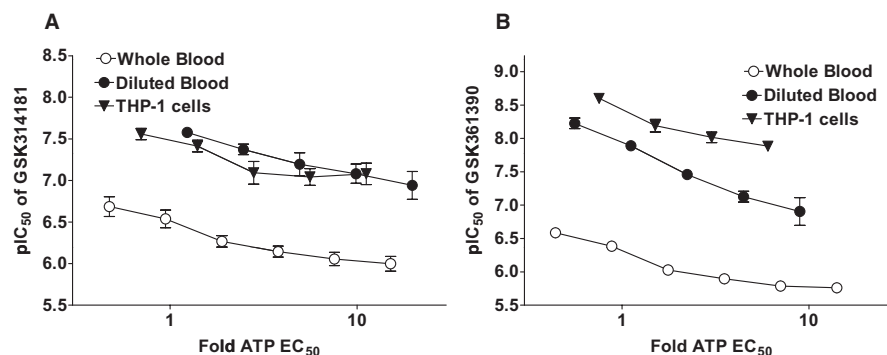 A
Whole Blood
Diluted Blood
THP-1 cells
8.5
8.0
7.5
7.0
6.5
6.0
5.5
pIC50 of GSK314181
1
10
Fold ATP EC50
B
Whole Blood
Diluted Blood
THP-1 cells
9.0
8.5
8.0
7.5
7.0
6.5
6.0
5.5
pIC50 of GSK361390
1
10
Fold ATP EC50